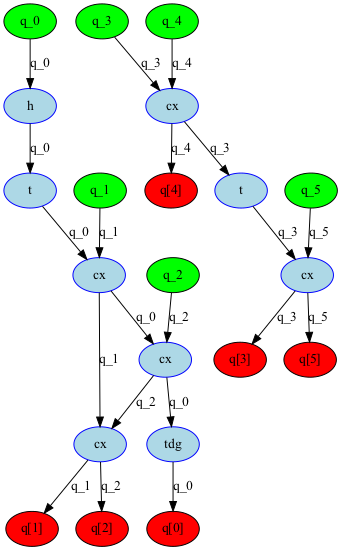 q_0 q_3 q_4
q_0 q_3 q_4
h cx
q_0 q_4 q_3
t q_1 q[4] t q_5
q_0 q_1 q_3 q_5
cx q_2 cx
q_0 q_2 q_3 q_5
q_1 cx q[3] q[5]
q_2 q_0
cx tdg
q_1 q_2 q_0
q[1] q[2] q[0]